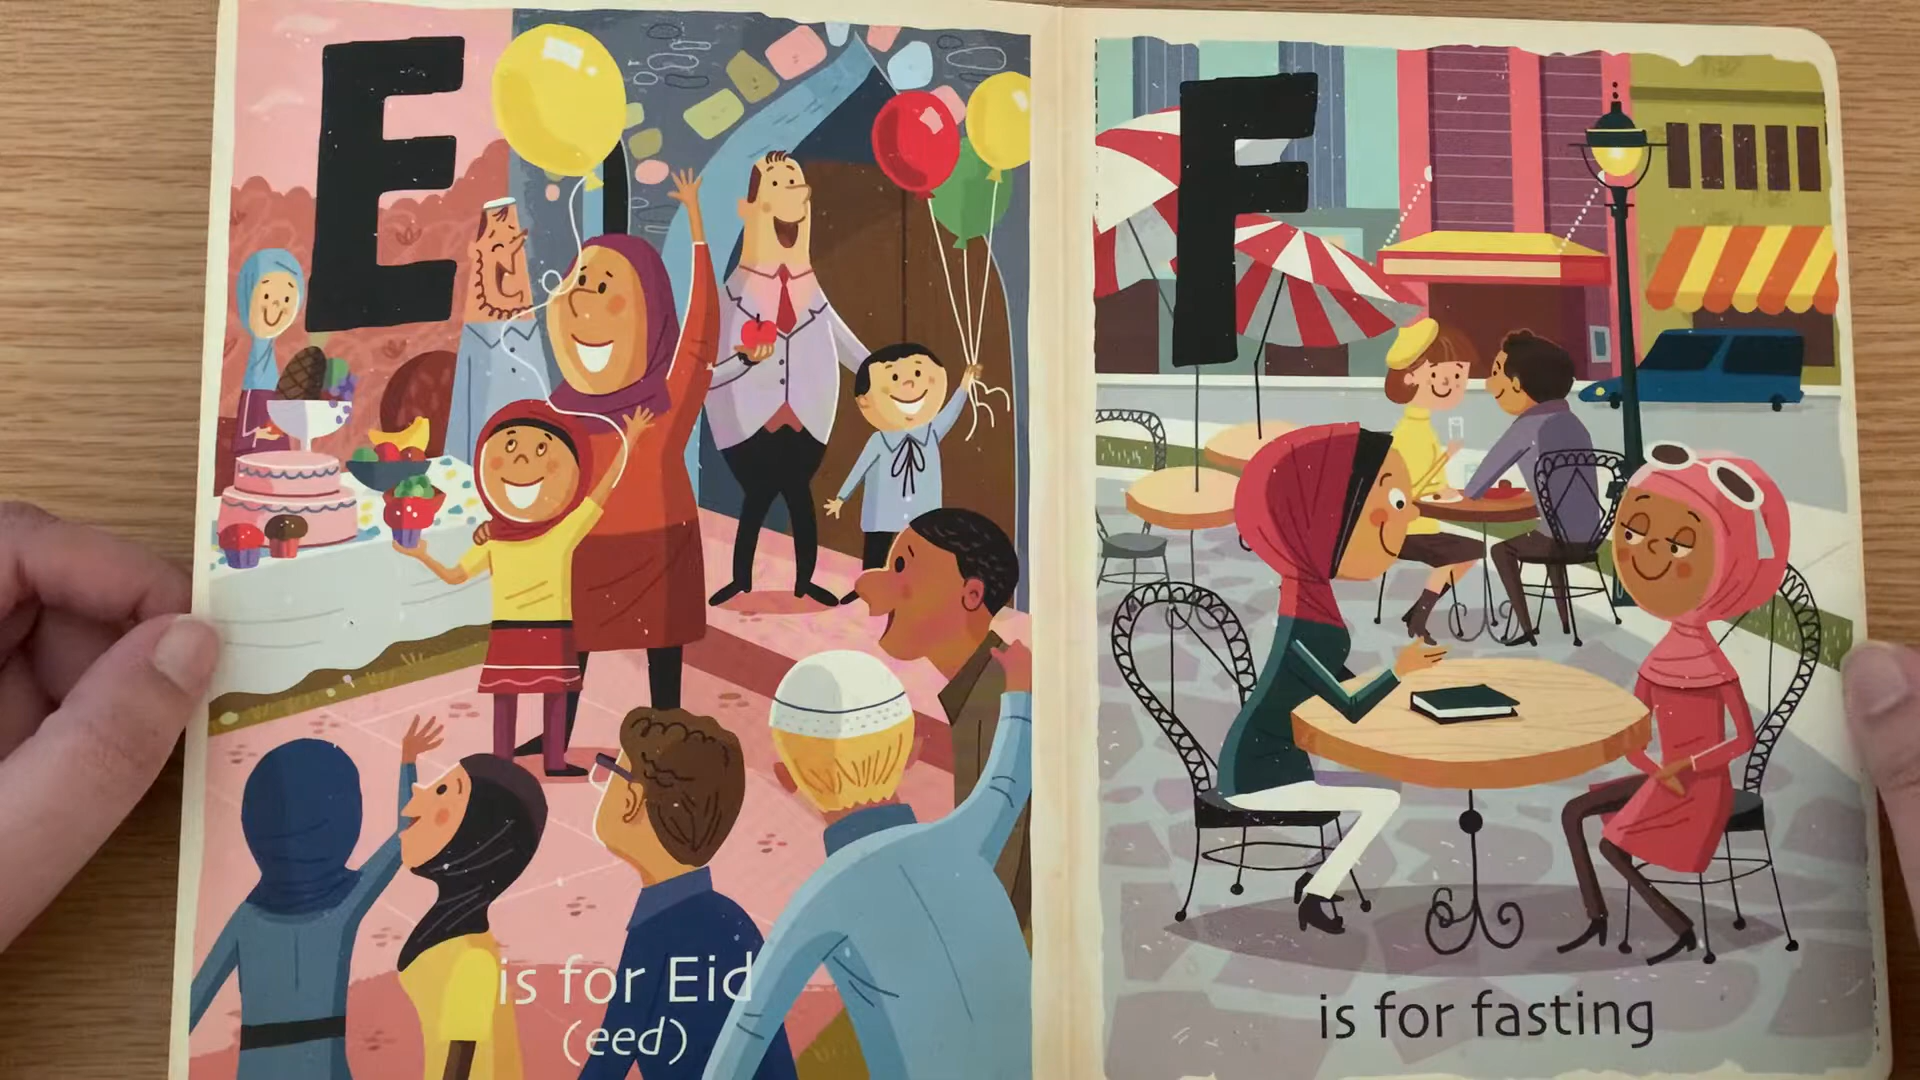 E
is for Eid
(eed)
F
is for fasting